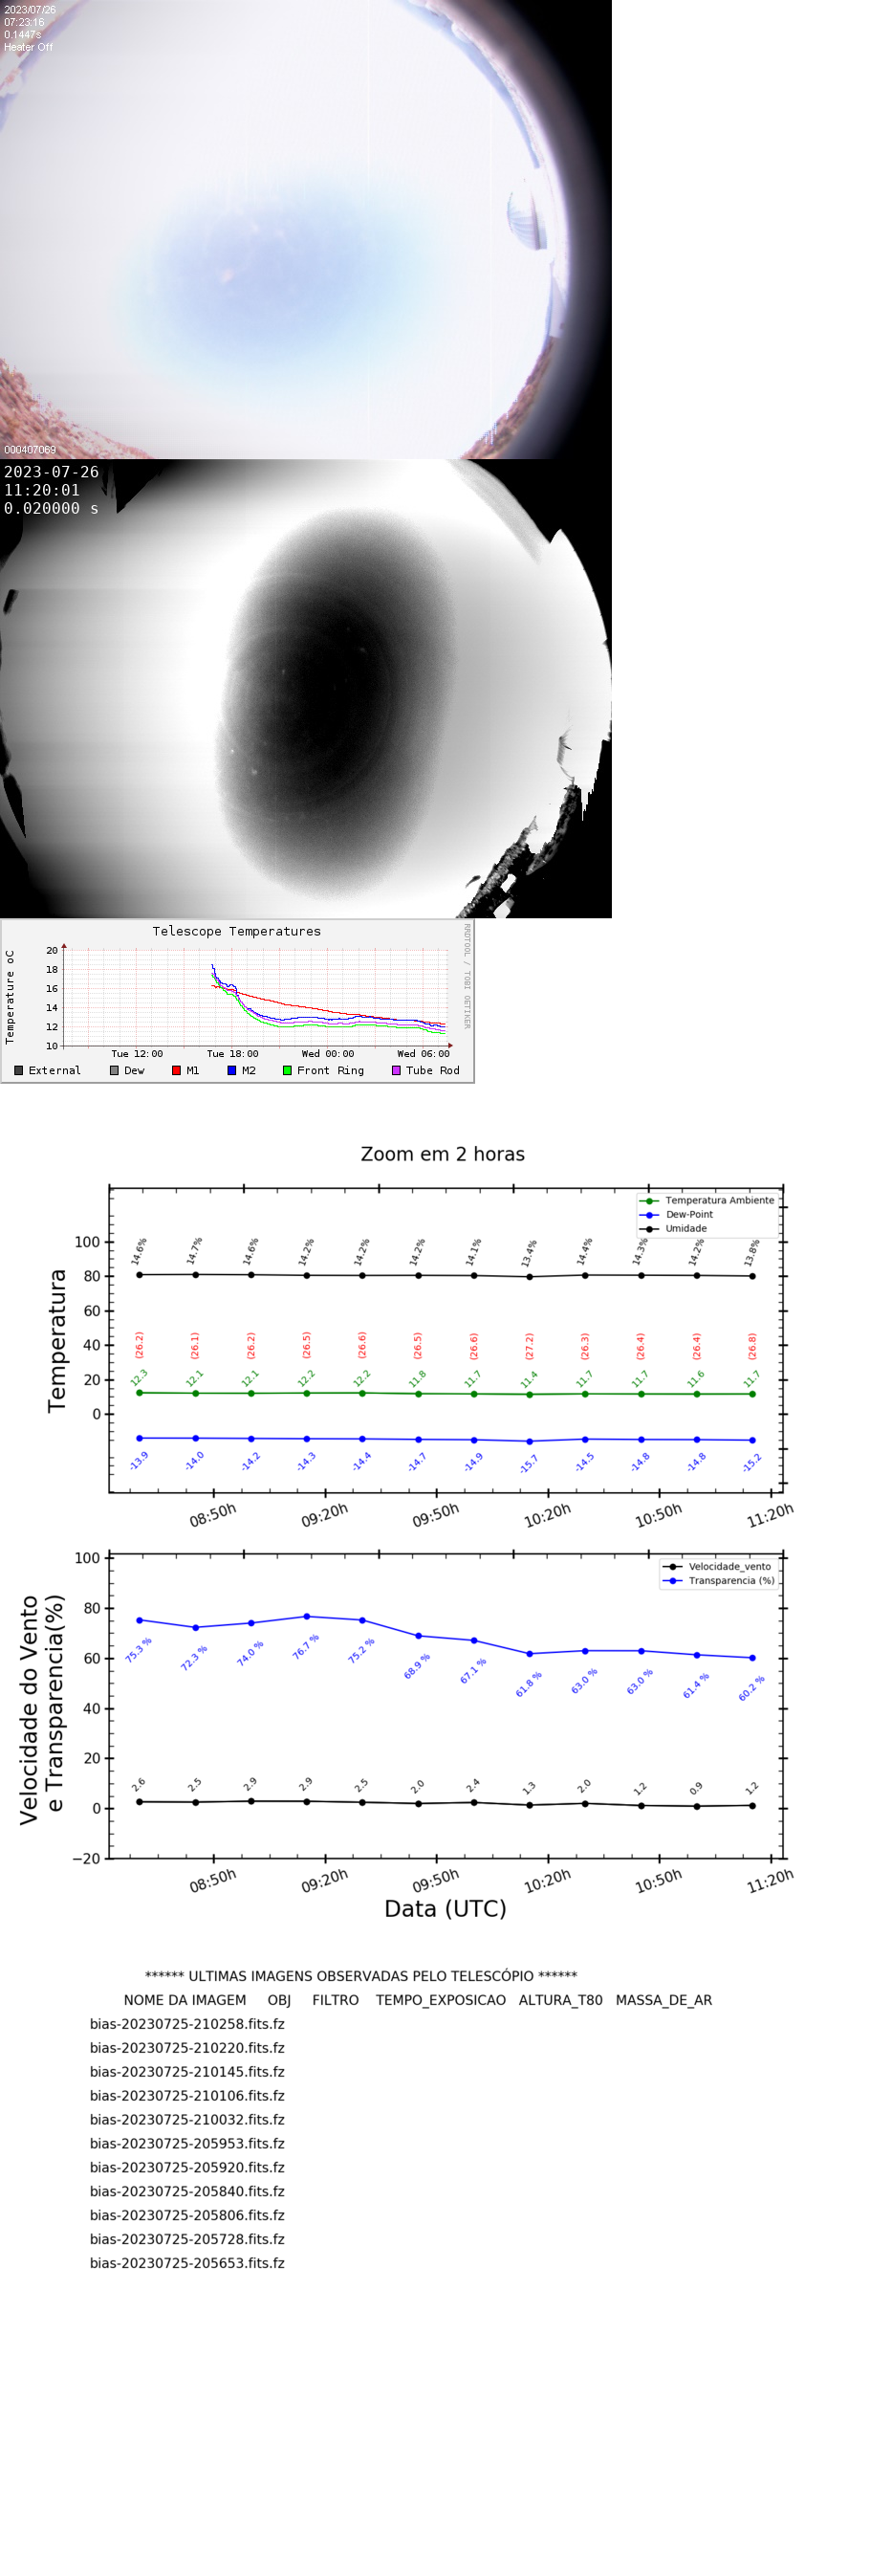 2023/07/26
07:23:16
0.1447s
Heater Off
000407069
2023-07-26
11:20:01
0.020000 s
Telescope Temperatures
RRDTOOL / TOBI OETIKER
Temperature oC
20
18
16
14
12
10
Tue 12:00 Tue 18:00 Wed 00:00 Wed 06:00
External Dew M1 M2 Front Ring Tube Rod
Zoom em 2 horas
Temperatura Ambiente
Dew-Point
Umidade
Temperatura
100
80
60
40
20
0
14.6% 14.7% 14.6% 14.2% 14.2% 14.2% 14.1% 13.4% 14.4% 14.3% 14.2% 13.8%
(26.2) (26.1) (26.2) (26.5) (26.6) (26.5) (26.6) (27.2) (26.3) (26.4) (26.4) (26.8)
12.3 12.1 12.1 12.2 12.2 11.8 11.7 11.4 11.7 11.7 11.6 11.7
-13.9 -14.0 -14.2 -14.3 -14.4 -14.7 -14.9 -15.7 -14.5 -14.8 -14.8 -15.2
08:50h 09:20h 09:50h 10:20h 10:50h 11:20h
Velocidade_vento
Transparencia (%)
Velocidade do Vento
e Transparencia(%)
100
80
60
40
20
0
−20
75.3 % 72.3 % 74.0 % 76.7 % 75.2 % 68.9 % 67.1 % 61.8 % 63.0 % 63.0 % 61.4 % 60.2 %
2.6 2.5 2.9 2.9 2.5 2.0 2.4 1.3 2.0 1.2 0.9 1.2
08:50h 09:20h 09:50h 10:20h 10:50h 11:20h
Data (UTC)
****** ULTIMAS IMAGENS OBSERVADAS PELO TELESCÓPIO ******
NOME DA IMAGEM OBJ FILTRO TEMPO_EXPOSICAO ALTURA_T80 MASSA_DE_AR
bias-20230725-210258.fits.fz
bias-20230725-210220.fits.fz
bias-20230725-210145.fits.fz
bias-20230725-210106.fits.fz
bias-20230725-210032.fits.fz
bias-20230725-205953.fits.fz
bias-20230725-205920.fits.fz
bias-20230725-205840.fits.fz
bias-20230725-205806.fits.fz
bias-20230725-205728.fits.fz
bias-20230725-205653.fits.fz